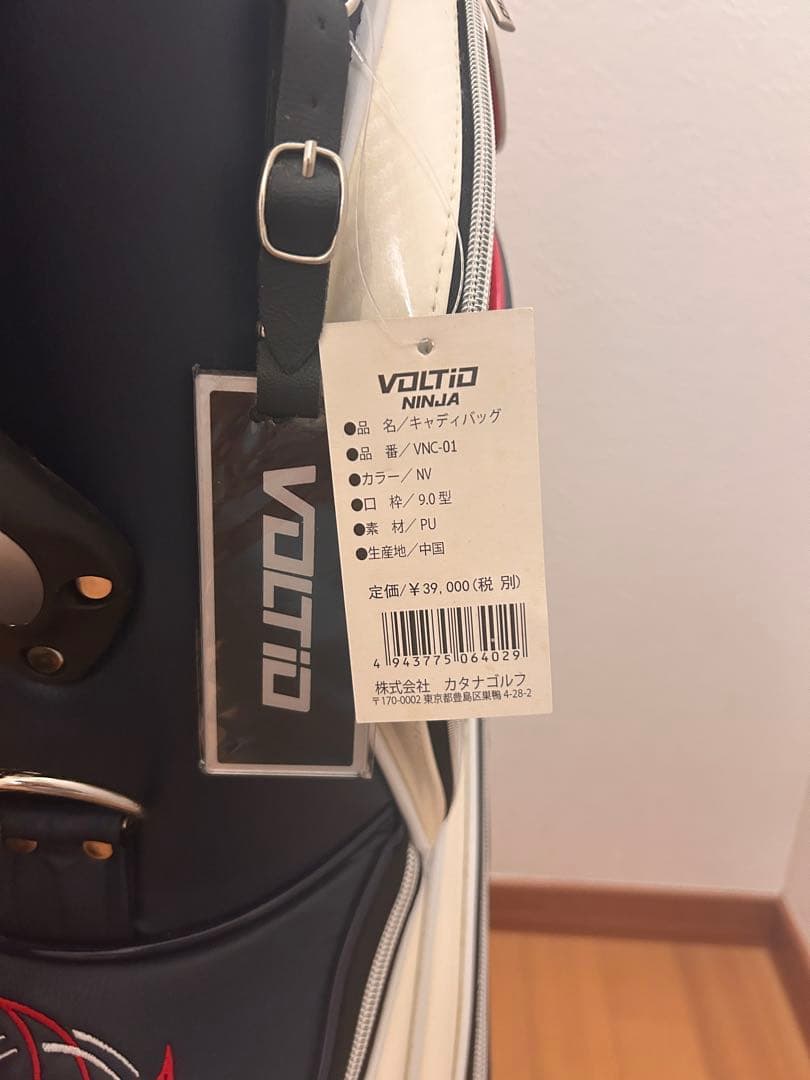 VOLTiO
NINJA
●品 名/キャディバッグ
●品 番/VNC-01
●カラー/NV
●口 枠/9.0型
●素 材/PU
●生産地/中国
定価/¥39,000(税別)
4 943775 064029
株式会社 カタナゴルフ
〒170-0002 東京都豊島区巣鴨 4-28-2
VOLTiO